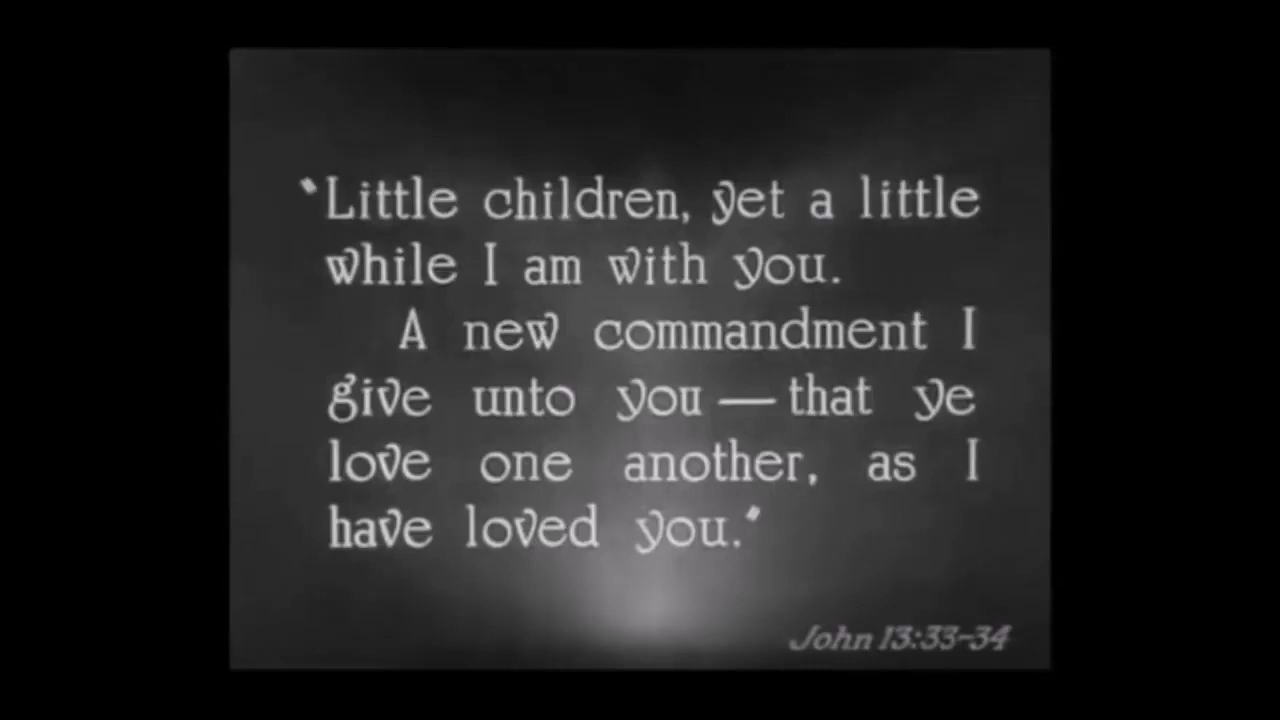 "Little children, yet a little
while I am with you.
A new commandment I
give unto you — that ye
love one another, as I
have loved you."
John 13:33-34